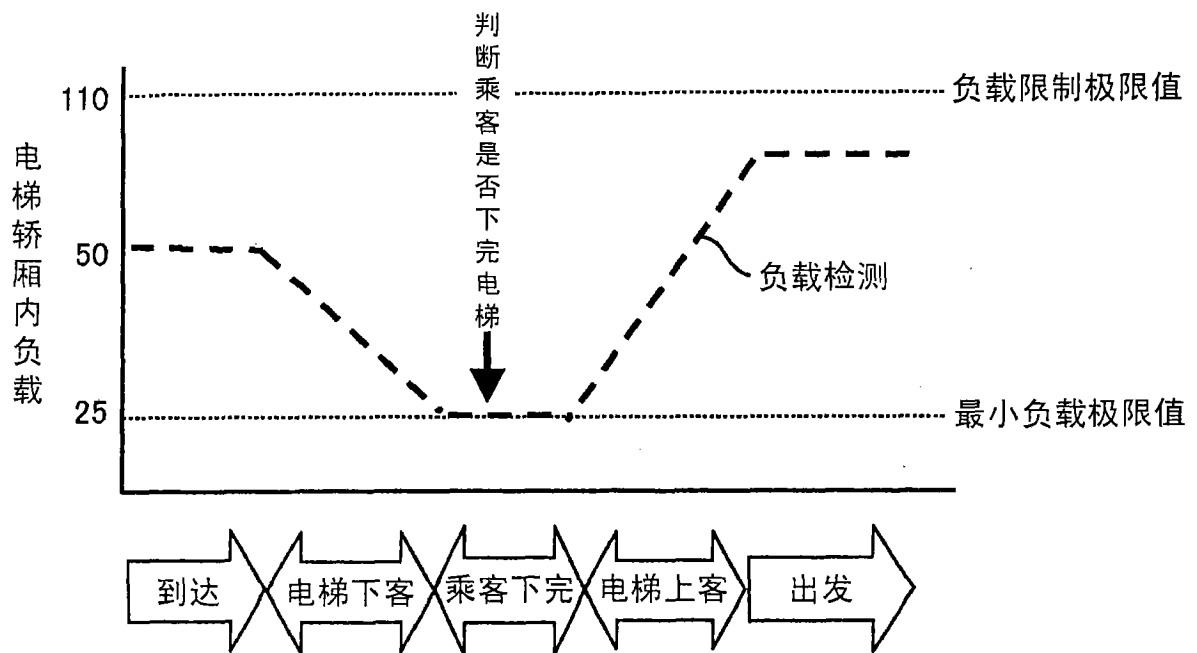 判断乘客是否下完电梯
110
负载限制极限值
电梯轿厢内负载
50
负载检测
25
最小负载极限值
到达
电梯下客
乘客下完
电梯上客
出发